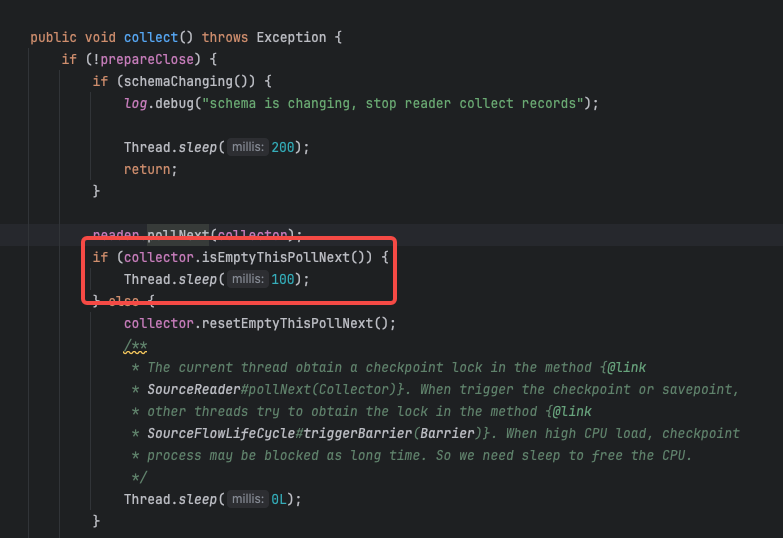 public void collect() throws Exception {
if (!prepareClose) {
if (schemaChanging()) {
log.debug("schema is changing, stop reader collect records");
Thread.sleep( millis: 200);
return;
}
reader.pollNext(collector);
if (collector.isEmptyThisPollNext()) {
Thread.sleep( millis: 100);
} else {
collector.resetEmptyThisPollNext();
/**
* The current thread obtain a checkpoint lock in the method {@link
* SourceReader#pollNext(Collector)}. When trigger the checkpoint or savepoint,
* other threads try to obtain the lock in the method {@link
* SourceFlowLifeCycle#triggerBarrier(Barrier)}. When high CPU load, checkpoint
* process may be blocked as long time. So we need sleep to free the CPU.
*/
Thread.sleep( millis: 0L);
}